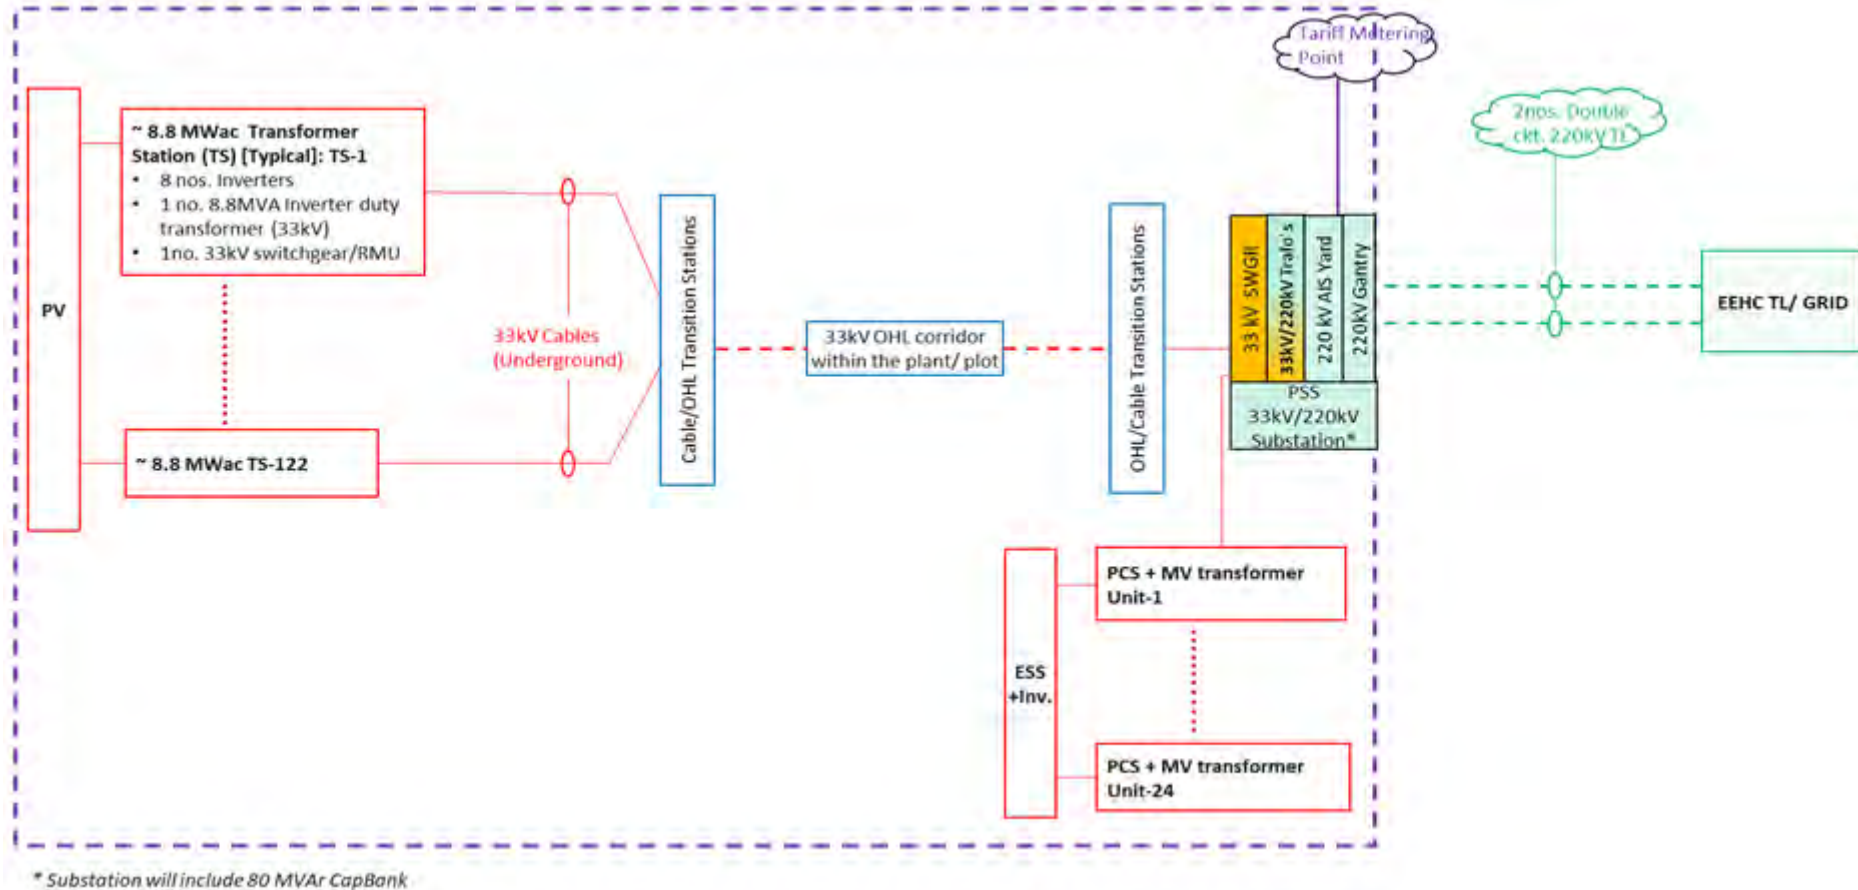 Tariff Metering
Point
2nos. Double
ckt. 220kV TL
PV
~ 8.8 MWac Transformer
Station (TS) [Typical]: TS-1
• 8 nos. Inverters
• 1 no. 8.8MVA Inverter duty
transformer (33kV)
• 1no. 33kV switchgear/RMU
~ 8.8 MWac TS-122
33kV Cables
(Underground)
Cable/OHL Transition Stations
33kV OHL corridor
within the plant/ plot
OHL/Cable Transition Stations
33 kV SWGR
33kV/220kV Trafo's
220 kV AIS Yard
220kV Gantry
PSS
33kV/220kV
Substation*
EEHC TL/ GRID
ESS
+Inv.
PCS + MV transformer
Unit-1
PCS + MV transformer
Unit-24
* Substation will include 80 MVAr CapBank